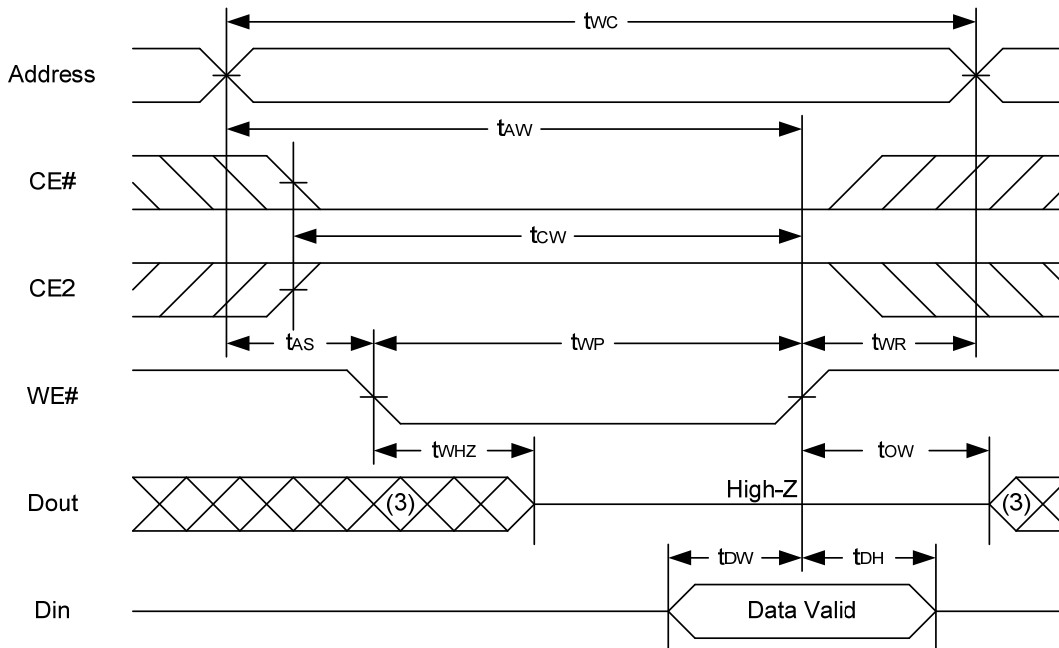 tWC
Address
tAW
CE#
tCW
CE2
tAS tWP tWR
WE#
tWHZ tOW
High-Z
Dout (3) (3)
tDW tDH
Din Data Valid